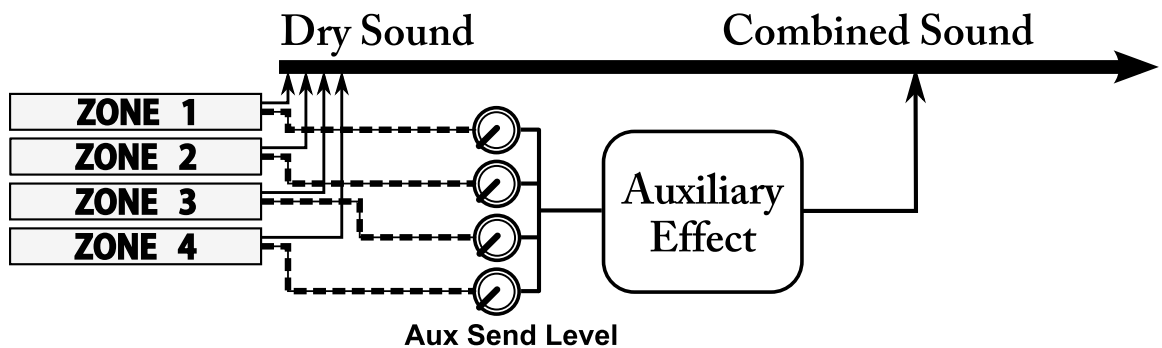 Dry Sound
Combined Sound
ZONE 1
ZONE 2
ZONE 3
ZONE 4
Auxiliary
Effect
Aux Send Level